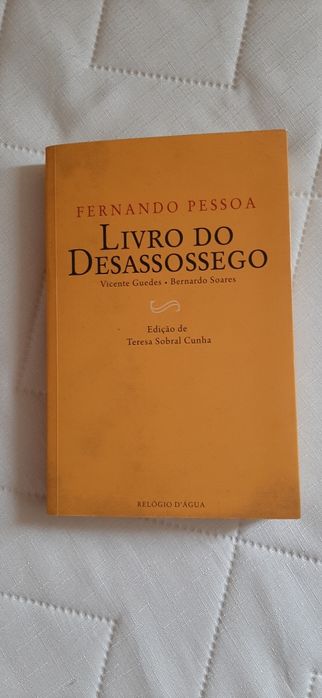 FERNANDO PESSOA
LIVRO DO
DESASSOSSEGO
Vicente Guedes • Bernardo Soares
Edição de
Teresa Sobral Cunha
RELÓGIO D'ÁGUA